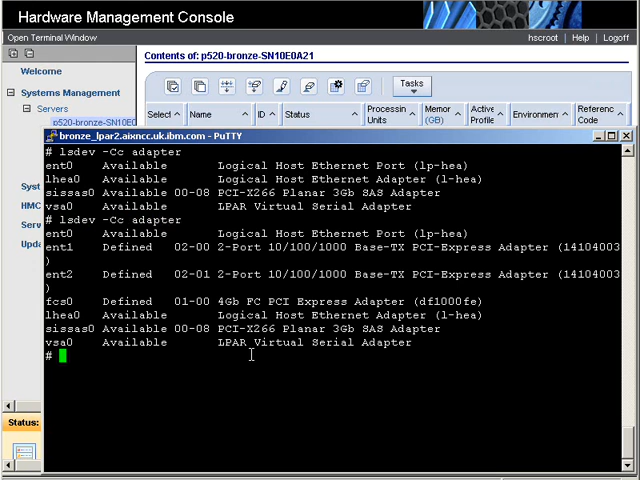 Hardware Management Console
Open Terminal Window
hscroot | Help | Logoff
Contents of: p520-bronze-SN10E0A21
Welcome
Systems Management
Servers
p520-bronze-SN10E0
Tasks
Select Name ID Status Processing Units Memory (GB) Active Profile Environment Reference Code
bronze_lpar2.aixncc.uk.ibm.com - PuTTY
# lsdev -Cc adapter
ent0 Available Logical Host Ethernet Port (lp-hea)
lhea0 Available Logical Host Ethernet Adapter (l-hea)
sissas0 Available 00-08 PCI-X266 Planar 3Gb SAS Adapter
vsa0 Available LPAR Virtual Serial Adapter
# lsdev -Cc adapter
ent0 Available Logical Host Ethernet Port (lp-hea)
ent1 Defined 02-00 2-Port 10/100/1000 Base-TX PCI-Express Adapter (14104003
)
ent2 Defined 02-01 2-Port 10/100/1000 Base-TX PCI-Express Adapter (14104003
)
fcs0 Defined 01-00 4Gb FC PCI Express Adapter (df1000fe)
lhea0 Available Logical Host Ethernet Adapter (l-hea)
sissas0 Available 00-08 PCI-X266 Planar 3Gb SAS Adapter
vsa0 Available LPAR Virtual Serial Adapter
#
Syst
HMC
Serv
Upda
Status: